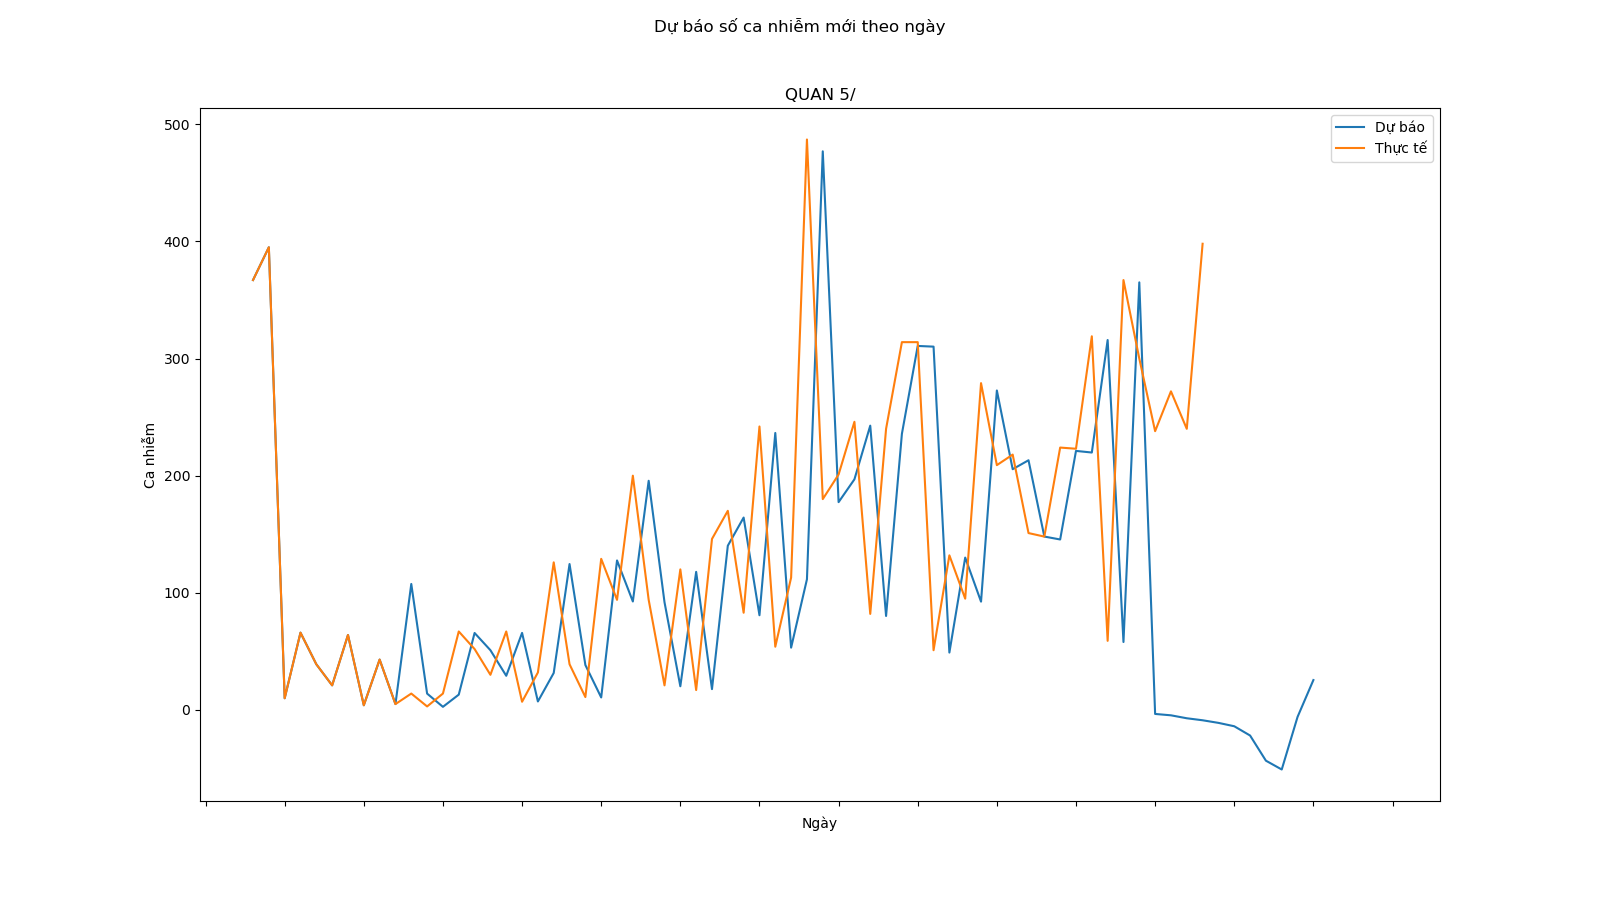 Dự báo số ca nhiễm mới theo ngày
QUAN 5/
Dự báo
Thực tế
500
400
300
200
100
0
Ca nhiễm
Ngày